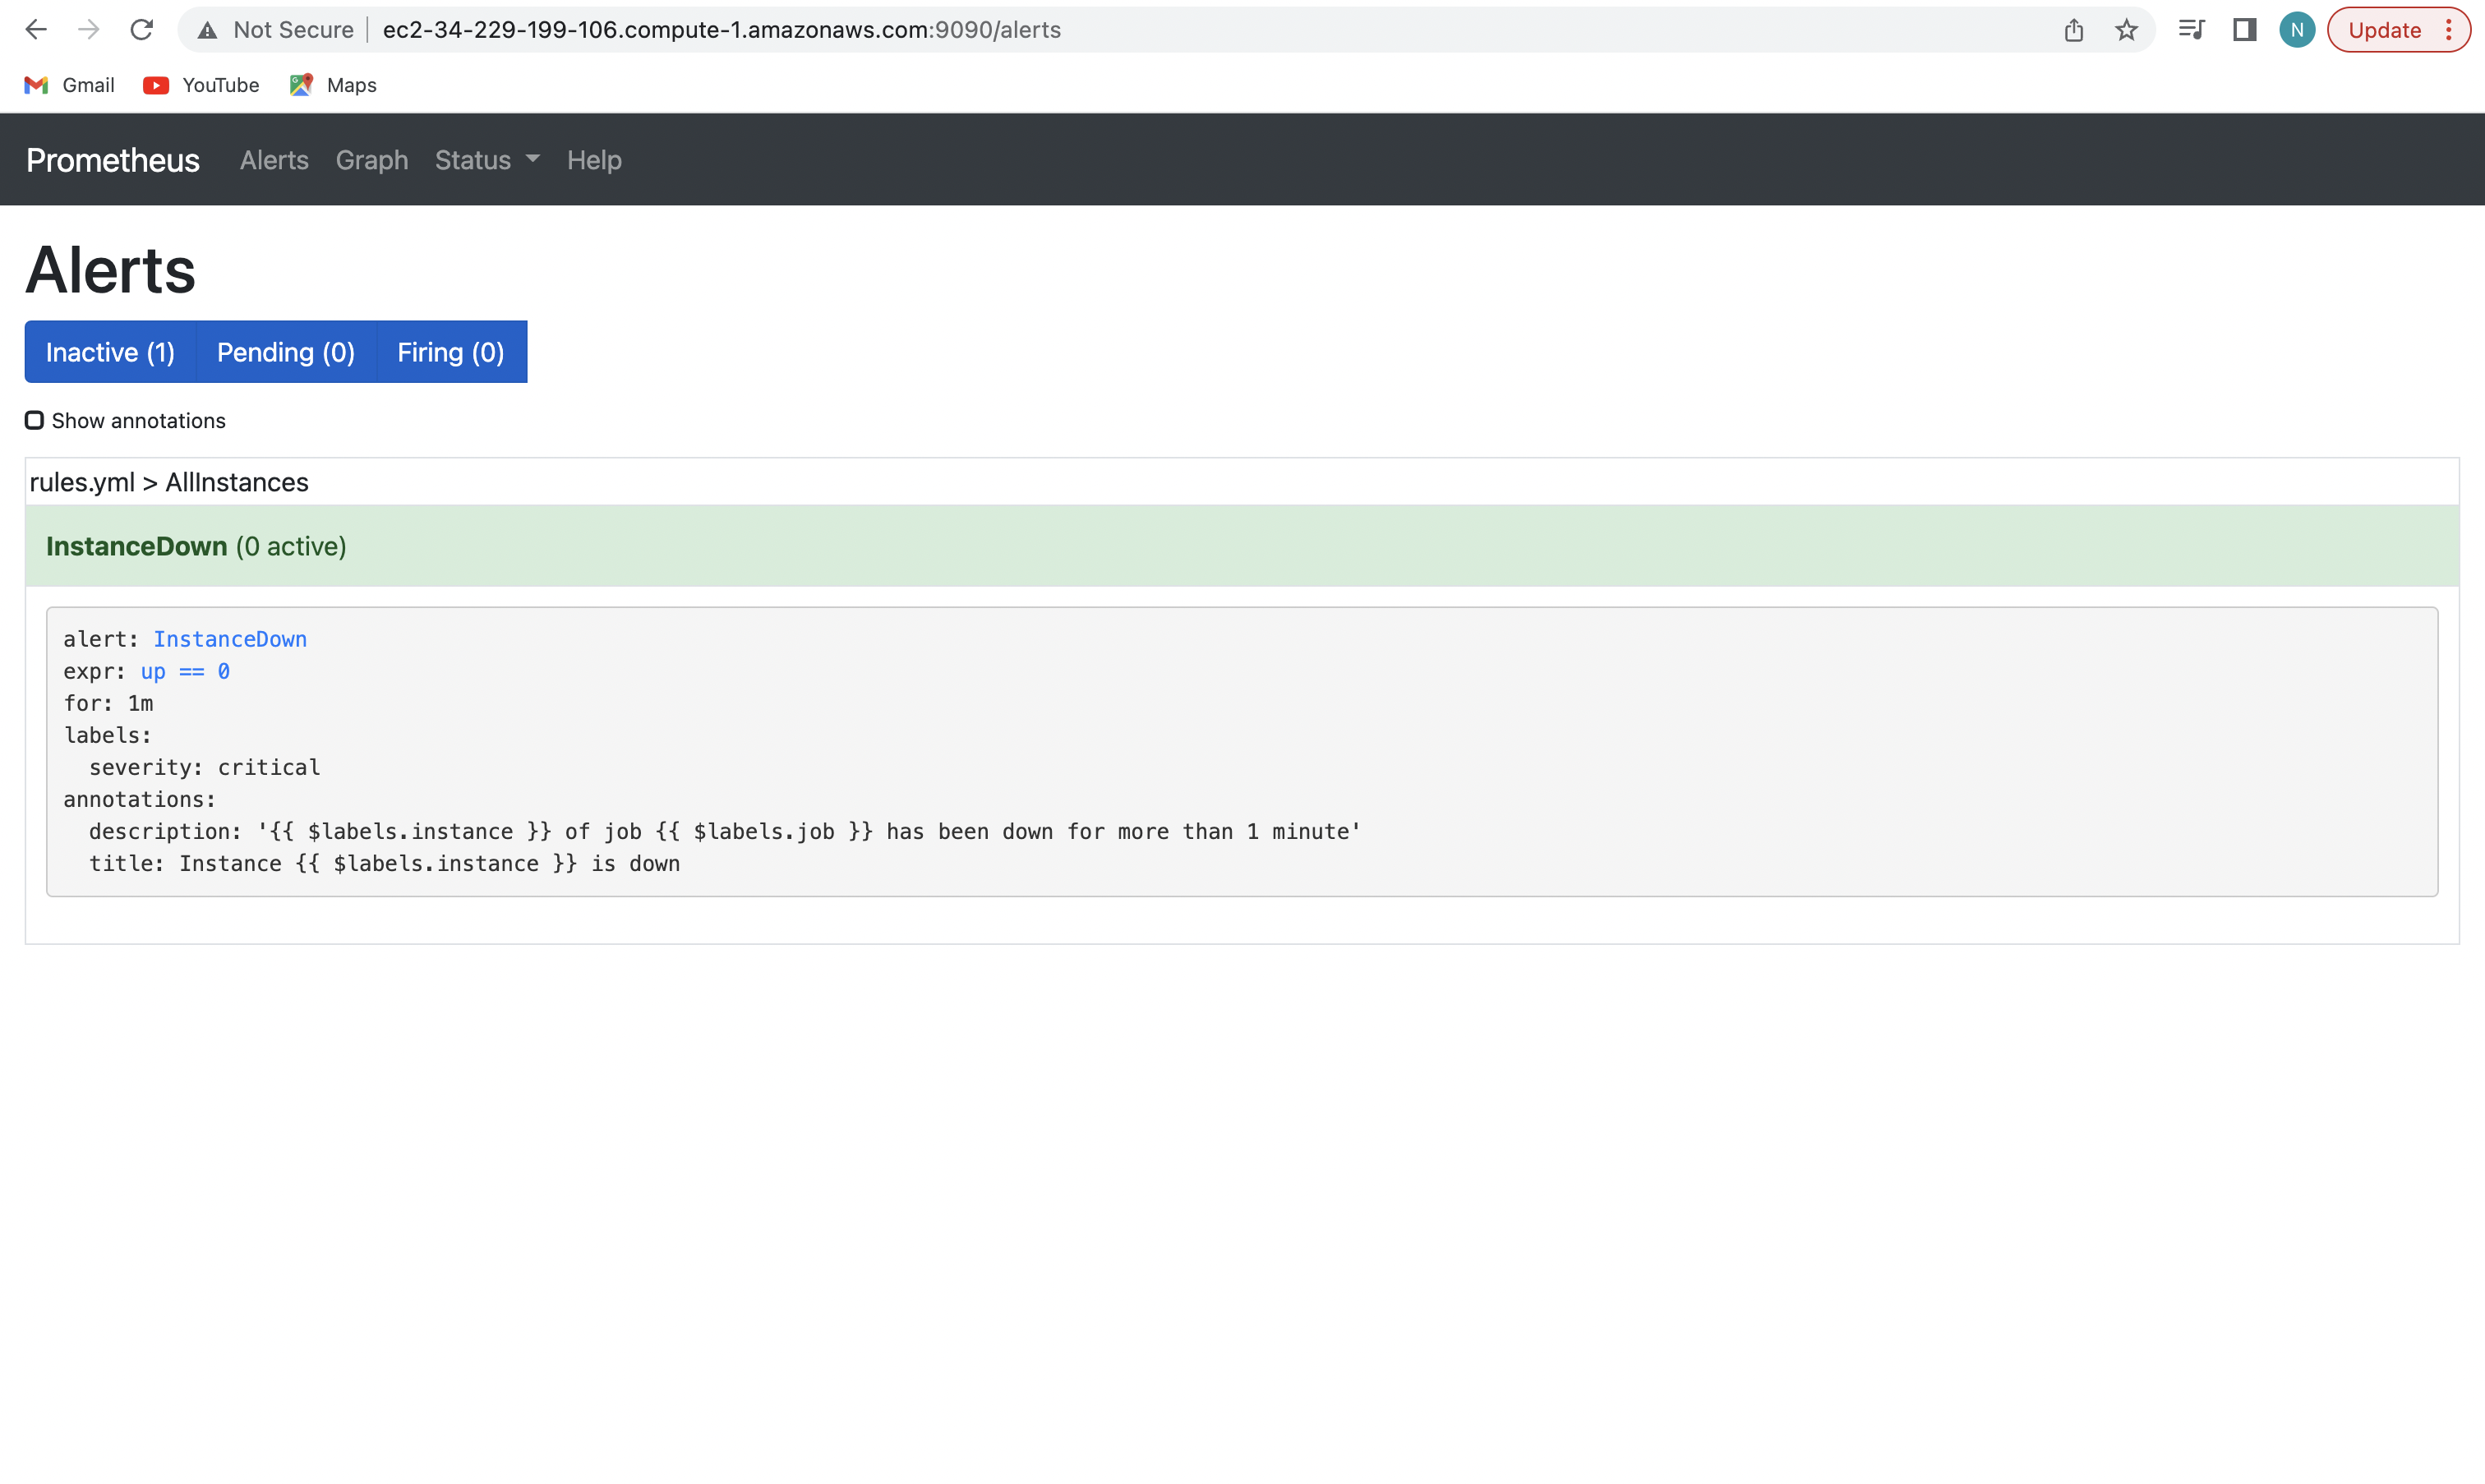 Not Secure ec2-34-229-199-106.compute-1.amazonaws.com:9090/alerts N Update
Gmail YouTube Maps
Prometheus Alerts Graph Status Help
Alerts
Inactive (1) Pending (0) Firing (0)
Show annotations
rules.yml > AllInstances
InstanceDown (0 active)
alert: InstanceDown
expr: up == 0
for: 1m
labels:
  severity: critical
annotations:
  description: '{{ $labels.instance }} of job {{ $labels.job }} has been down for more than 1 minute'
  title: Instance {{ $labels.instance }} is down